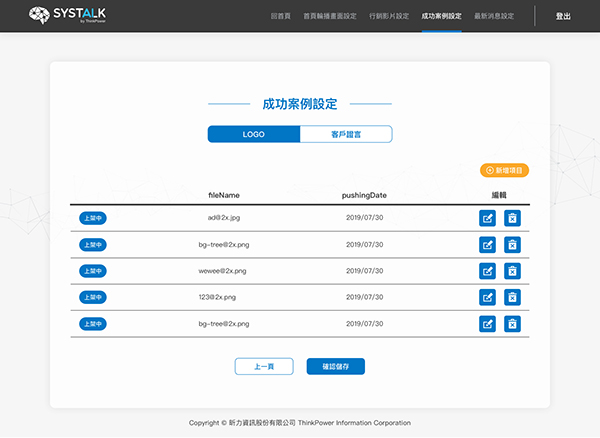 SYSTALK
by ThinkPower
回首頁 首頁輪播畫面設定 行銷影片設定 成功案例設定 最新消息設定 登出
成功案例設定
LOGO 客戶證言
新增項目
fileName pushingDate 編輯
上架中 ad@2x.jpg 2019/07/30
上架中 bg-tree@2x.png 2019/07/30
上架中 wewee@2x.png 2019/07/30
上架中 123@2x.png 2019/07/30
上架中 bg-tree@2x.png 2019/07/30
上一頁 確認儲存
Copyright © 昕力資訊股份有限公司 ThinkPower Information Corporation